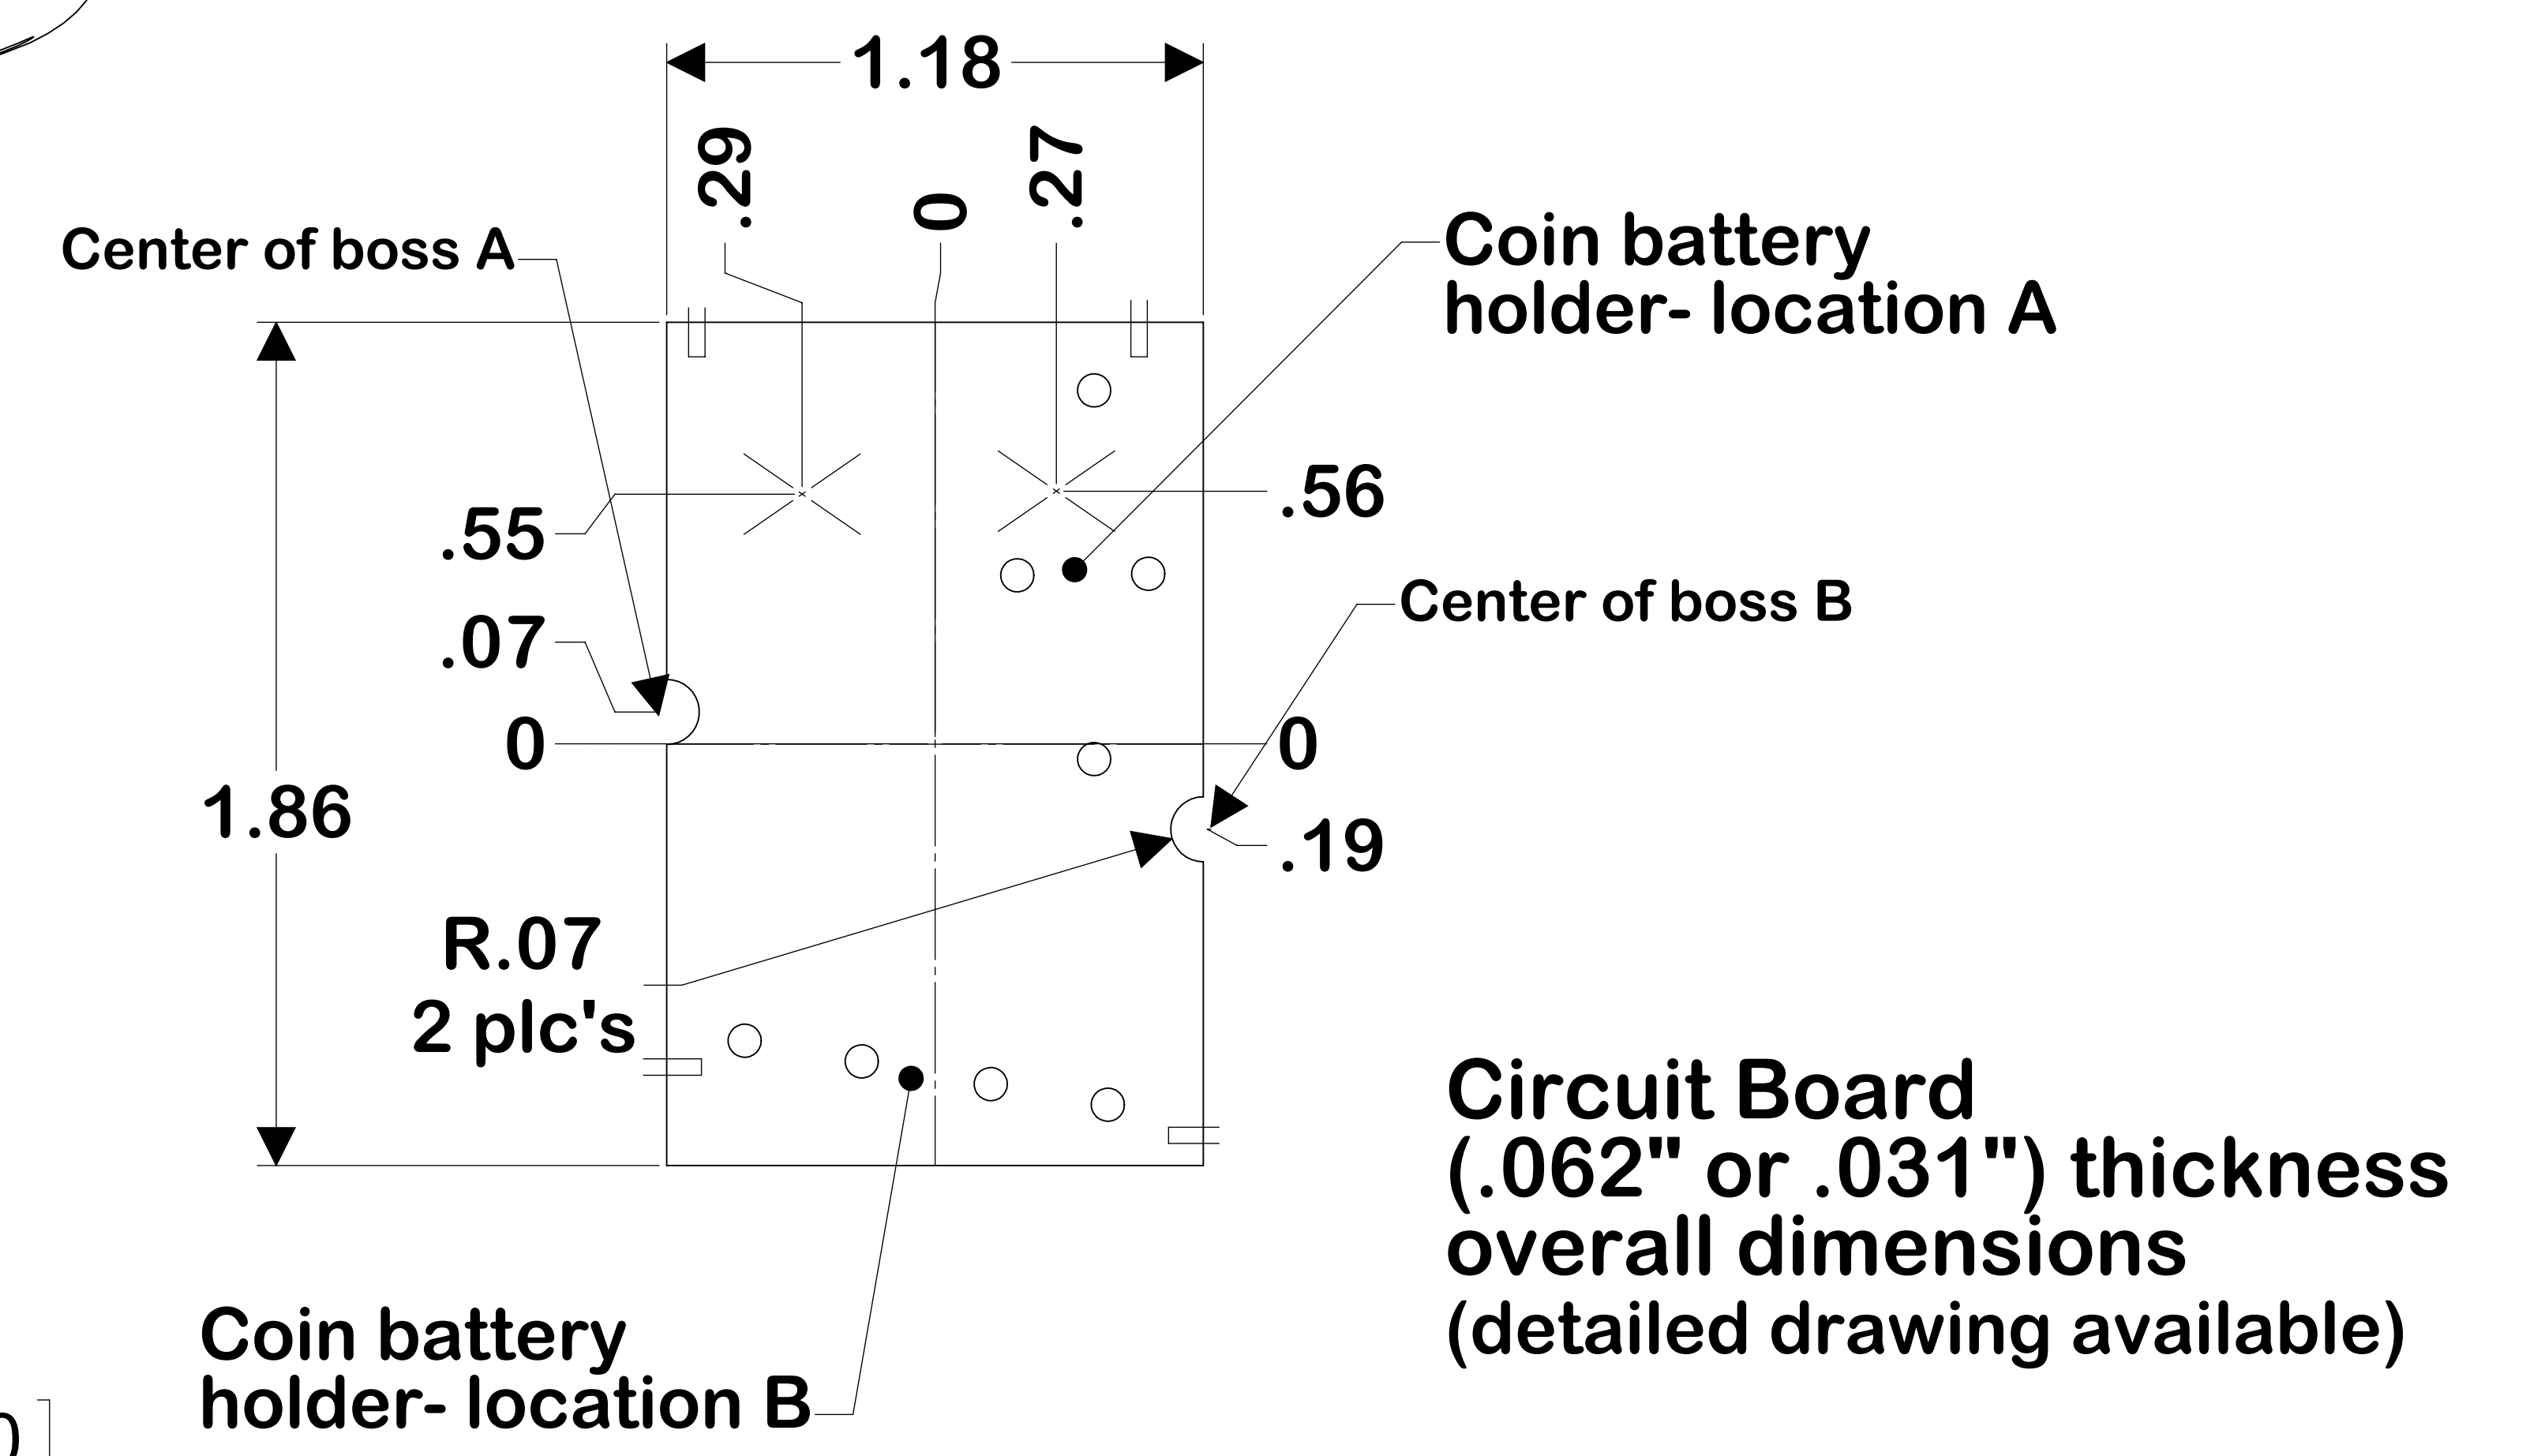 1.18
.29
0
.27
Center of boss A
Coin battery
holder- location A
.55
.56
.07
Center of boss B
0
0
1.86
.19
R.07
2 plc's
Circuit Board
(.062" or .031") thickness
overall dimensions
(detailed drawing available)
Coin battery
holder- location B